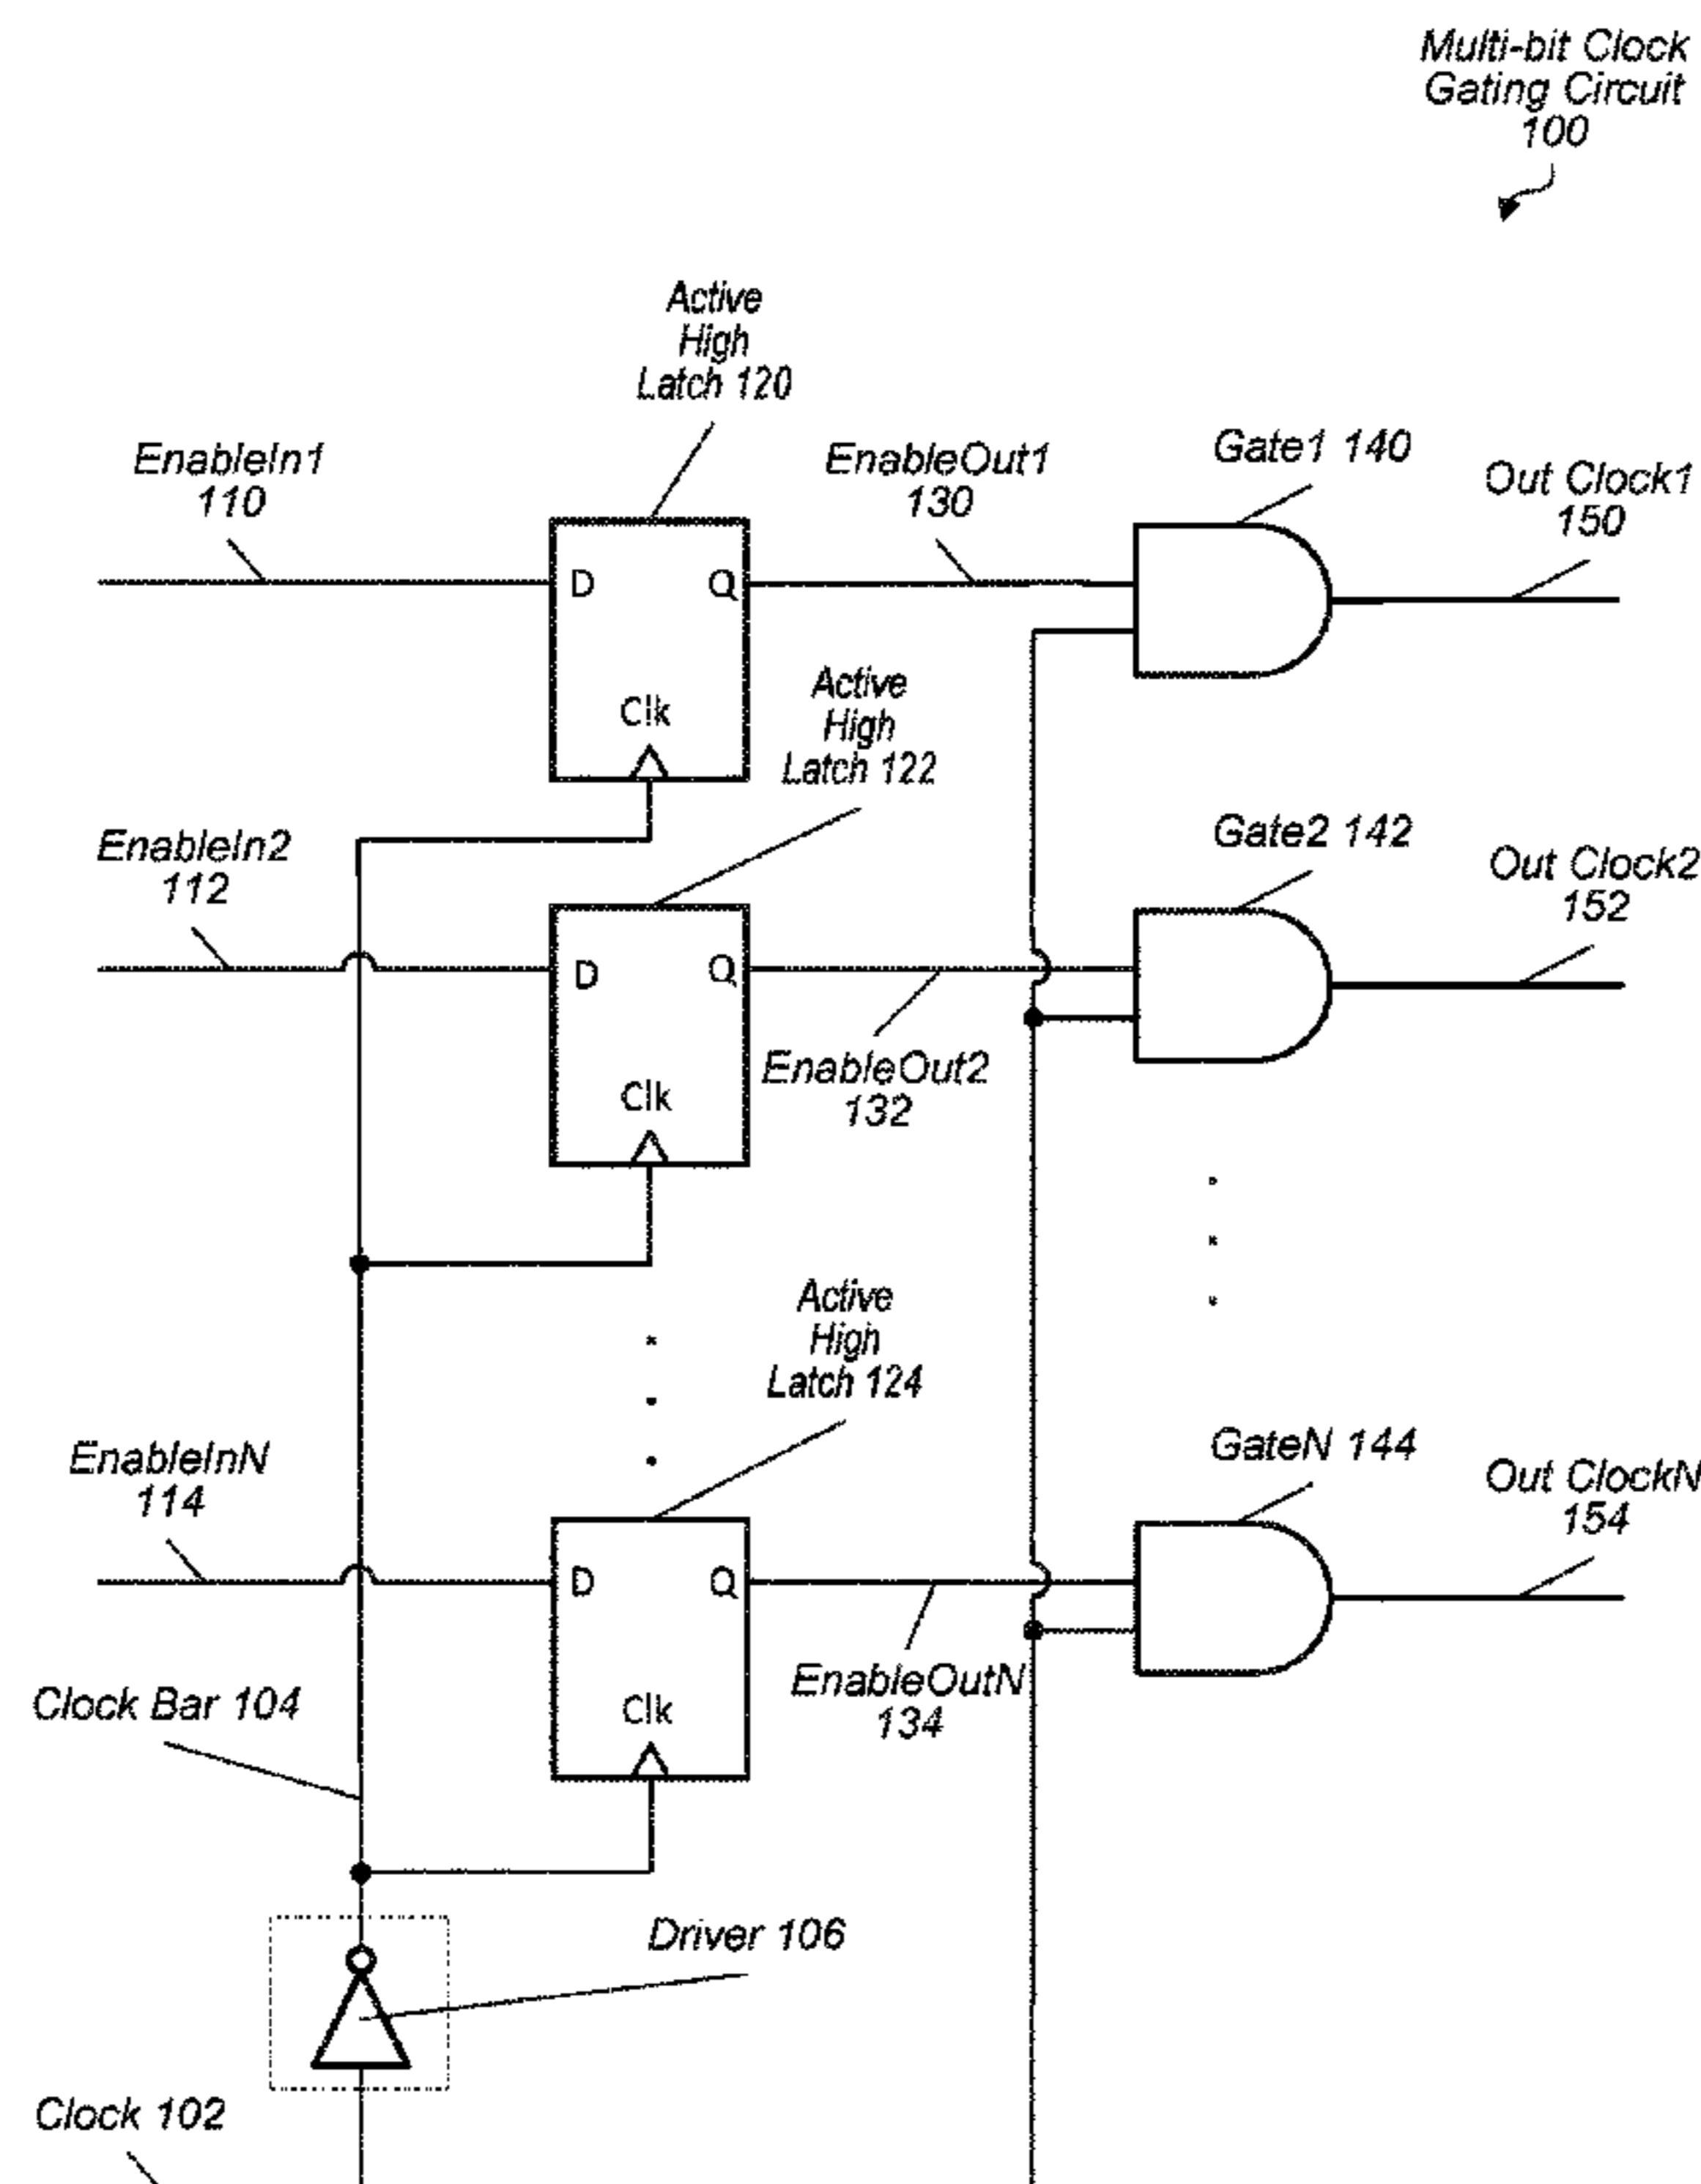 Multi-bit Clock
Gating Circuit
100
Active
High
Latch 120
EnableIn1
110
EnableOut1
130
Gate1 140
Out Clock1
150
D
Q
Clk
Active
High
Latch 122
EnableIn2
112
Gate2 142
Out Clock2
152
D
Q
EnableOut2
132
Clk
Active
High
Latch 124
EnableInN
114
GateN 144
Out ClockN
154
D
Q
EnableOutN
134
Clk
Clock Bar 104
Driver 106
Clock 102